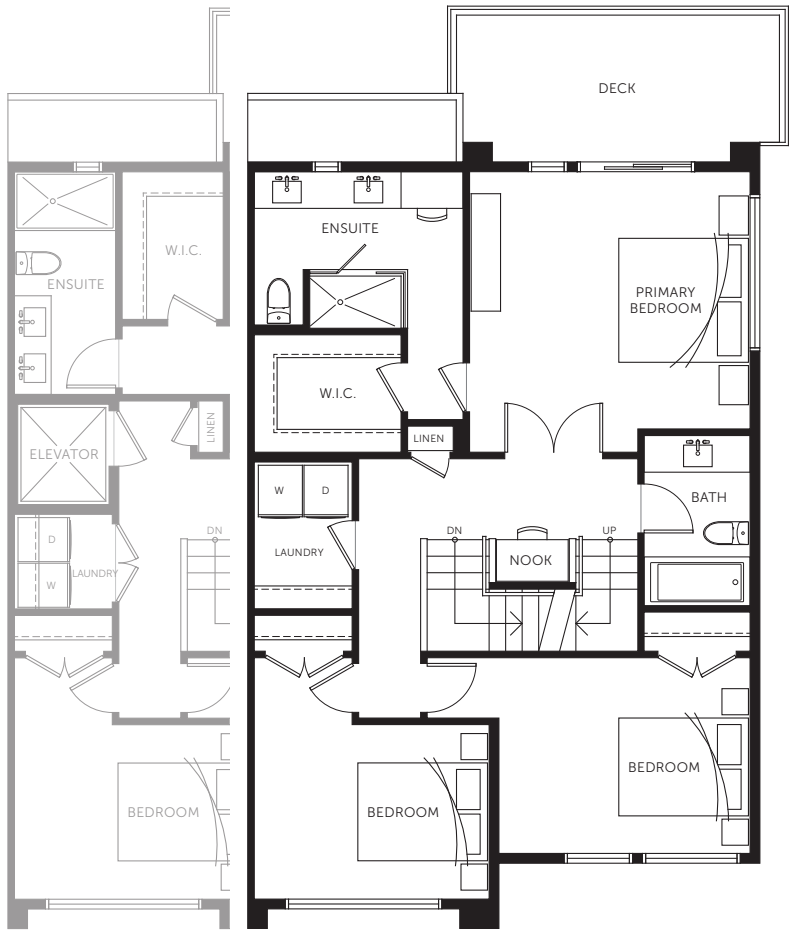 DECK
W.I.C.
ENSUITE
ENSUITE
PRIMARY
BEDROOM
W.I.C.
LINEN
LINEN
ELEVATOR
W
D
BATH
DN
DN
UP
D
LAUNDRY
NOOK
LAUNDRY
W
BEDROOM
BEDROOM
BEDROOM